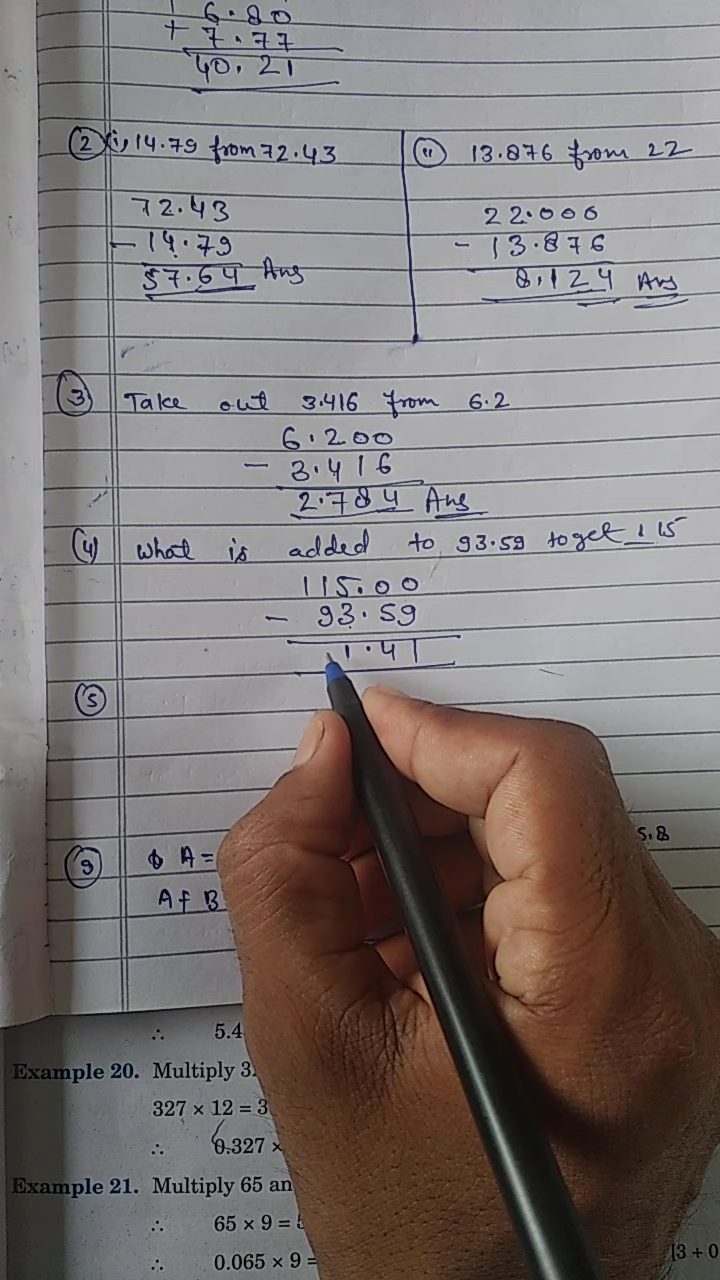 6.80
+ 7.77
40.21
② (i) 14.79 from 72.43
72.43
- 14.79
57.64 Ans
(ii) 13.876 from 22
22.000
- 13.876
8.124 Ans
③ Take out 3.416 from 6.2
6.200
- 3.416
2.784 Ans
(4) What is added to 93.59 to get 115
115.00
- 93.59
1.41
⑤
⑨ A =
5.8
A + B
∴ 5.4
Example 20. Multiply 3
327 × 12 = 3
∴ 0.327 ×
Example 21. Multiply 65 an
∴ 65 × 9 =
∴ 0.065 × 9 =
[3 + 0